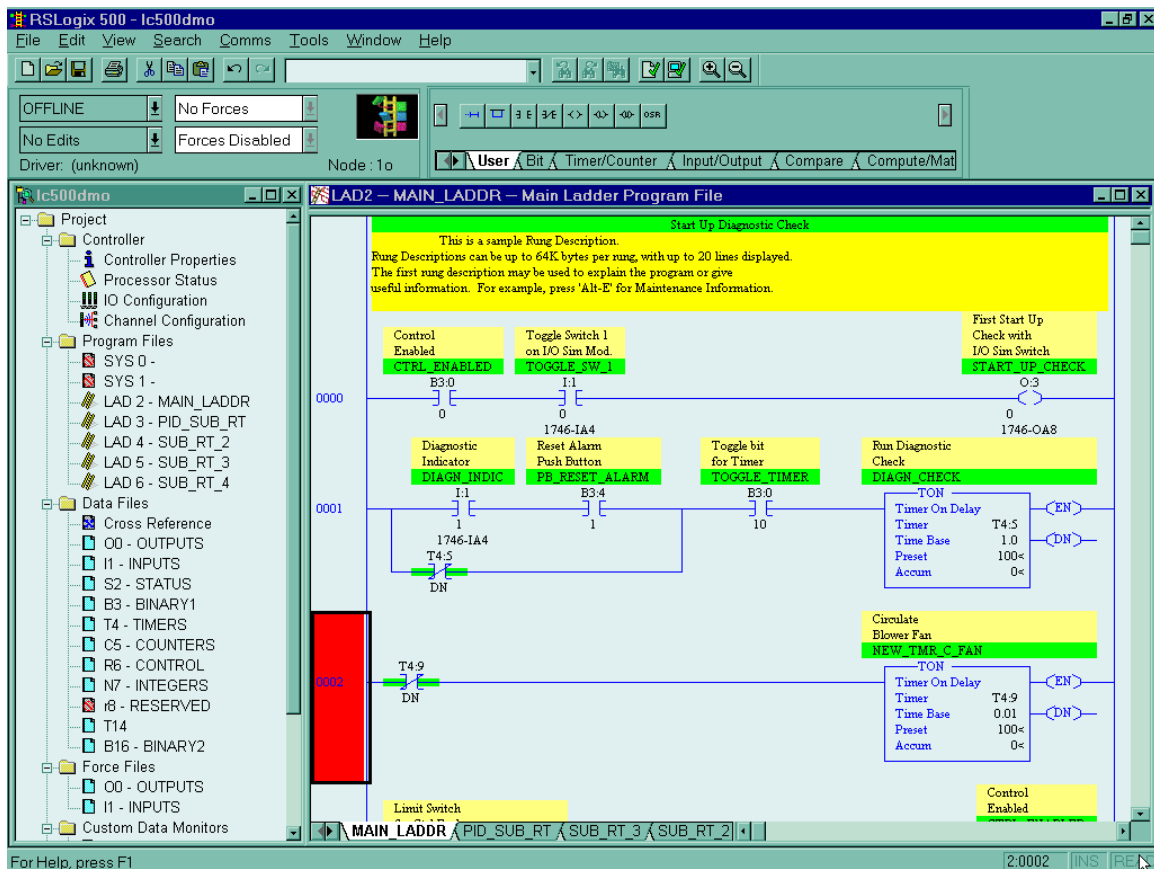 RSLogix 500 - lc500dmo
File Edit View Search Comms Tools Window Help
OFFLINE
No Forces
No Edits
Forces Disabled
Driver: (unknown)
Node : 1o
OSR
User Bit Timer/Counter Input/Output Compare Compute/Mat
lc500dmo
Project
Controller
Controller Properties
Processor Status
IO Configuration
Channel Configuration
Program Files
SYS 0 -
SYS 1 -
LAD 2 - MAIN_LADDR
LAD 3 - PID_SUB_RT
LAD 4 - SUB_RT_2
LAD 5 - SUB_RT_3
LAD 6 - SUB_RT_4
Data Files
Cross Reference
O0 - OUTPUTS
I1 - INPUTS
S2 - STATUS
B3 - BINARY1
T4 - TIMERS
C5 - COUNTERS
R6 - CONTROL
N7 - INTEGERS
r8 - RESERVED
T14
B16 - BINARY2
Force Files
O0 - OUTPUTS
I1 - INPUTS
Custom Data Monitors
LAD2 -- MAIN_LADDR -- Main Ladder Program File
Start Up Diagnostic Check
This is a sample Rung Description.
Rung Descriptions can be up to 64K bytes per rung, with up to 20 lines displayed.
The first rung description may be used to explain the program or give
useful information. For example, press 'Alt-E' for Maintenance Information.
Control
Enabled
CTRL_ENABLED
B3:0
0
Toggle Switch 1
on I/O Sim Mod.
TOGGLE_SW_1
I:1
0
1746-IA4
First Start Up
Check with
I/O Sim Switch
START_UP_CHECK
O:3
0
1746-OA8
0000
Diagnostic
Indicator
DIAGN_INDIC
I:1
1
1746-IA4
Reset Alarm
Push Button
PB_RESET_ALARM
B3:4
1
Toggle bit
for Timer
TOGGLE_TIMER
B3:0
10
Run Diagnostic
Check
DIAGN_CHECK
TON
Timer On Delay
Timer T4:5
Time Base 1.0
Preset 100<
Accum 0<
EN
DN
0001
T4:5
DN
Circulate
Blower Fan
NEW_TMR_C_FAN
TON
Timer On Delay
Timer T4:9
Time Base 0.01
Preset 100<
Accum 0<
EN
DN
0002
T4:9
DN
Limit Switch
Control
Enabled
MAIN_LADDR PID_SUB_RT SUB_RT_3 SUB_RT_2
For Help, press F1
2:0002 INS